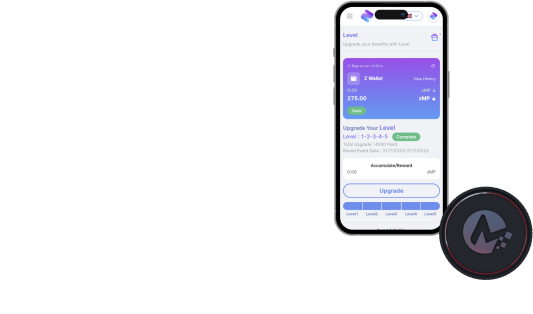 Level
Upgrade your benefits with Level
Z Wallet
View History
0.00 zMP
275.00 zMP
Upgrade Your Level
Level : 1-2-3-4-5 Complete
Total Upgrade : 4500 Point
Accumulate/Reward
0.00 zMP
Upgrade
Level1 Level2 Level3 Level4 Level5